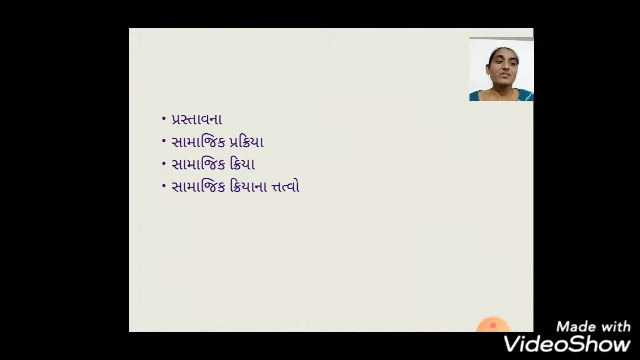 • પ્રસ્તાવના
• સામાજિક પ્રક્રિયા
• સામાજિક ક્રિયા
• સામાજિક ક્રિયાના ત્તત્વો
Made with
VideoShow